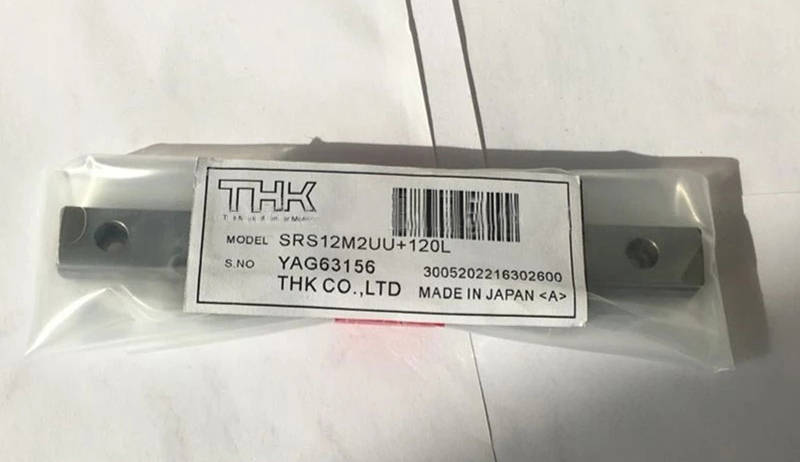 THK
MODEL SRS12M2UU+120L
S.NO YAG63156 3005202216302600
THK CO.,LTD MADE IN JAPAN <A>